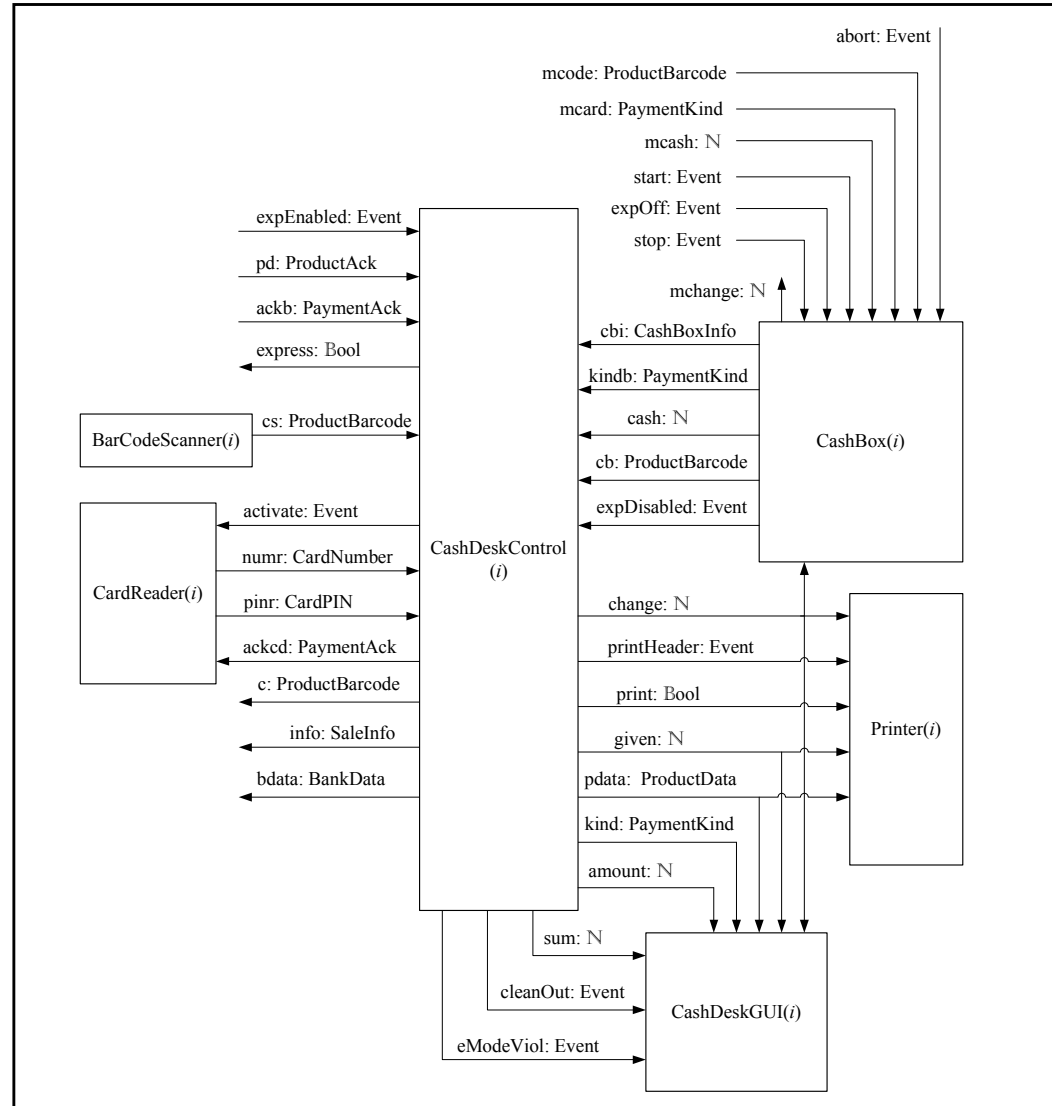 abort: Event
mcode: ProductBarcode
mcard: PaymentKind
mcash: ℕ
start: Event
expOff: Event
stop: Event
mchange: ℕ
expEnabled: Event
pd: ProductAck
ackb: PaymentAck
express: 𝔹ool
cs: ProductBarcode
BarCodeScanner(i)
activate: Event
numr: CardNumber
pinr: CardPIN
ackcd: PaymentAck
CardReader(i)
c: ProductBarcode
info: SaleInfo
bdata: BankData
CashDeskControl
(i)
cbi: CashBoxInfo
kindb: PaymentKind
cash: ℕ
cb: ProductBarcode
expDisabled: Event
CashBox(i)
change: ℕ
printHeader: Event
print: 𝔹ool
given: ℕ
pdata: ProductData
Printer(i)
kind: PaymentKind
amount: ℕ
sum: ℕ
cleanOut: Event
eModeViol: Event
CashDeskGUI(i)